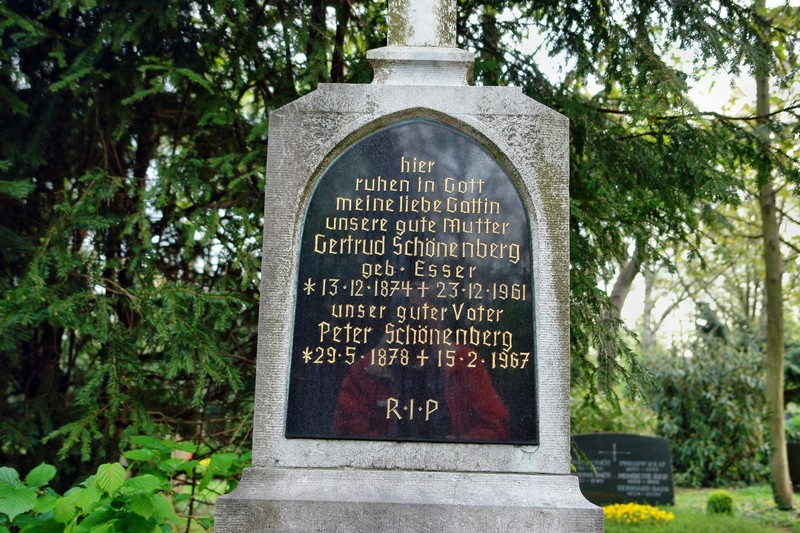 hier
ruhen in Gott
meine liebe Gattin
unsere gute Mutter
Gertrud Schönenberg
geb · Esser
* 13 · 12 · 1874 + 23 · 12 · 1961
unser guter Vater
Peter Schönenberg
* 29 · 5 · 1878 + 15 · 2 · 1967
R · I · P